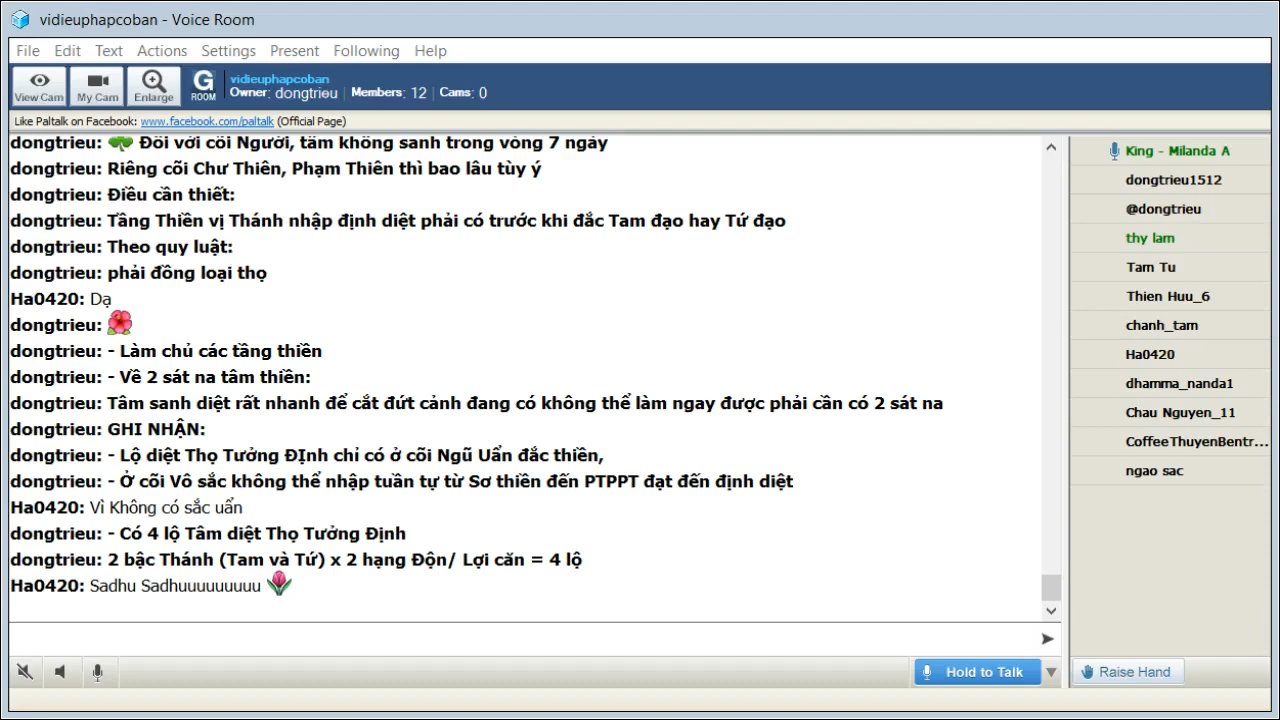 vidieuphapcoban - Voice Room
File Edit Text Actions Settings Present Following Help
View Cam My Cam Enlarge G ROOM
vidieuphapcoban
Owner: dongtrieu | Members: 12 | Cams: 0
Like Paltalk on Facebook: www.facebook.com/paltalk (Official Page)
dongtrieu: Đối với cõi Người, tâm không sanh trong vòng 7 ngày
dongtrieu: Riêng cõi Chư Thiên, Phạm Thiên thì bao lâu tùy ý
dongtrieu: Điều cần thiết:
dongtrieu: Tầng Thiền vị Thánh nhập định diệt phải có trước khi đắc Tam đạo hay Tứ đạo
dongtrieu: Theo quy luật:
dongtrieu: phải đồng loại thọ
Ha0420: Dạ
dongtrieu:
dongtrieu: - Làm chủ các tầng thiền
dongtrieu: - Về 2 sát na tâm thiền:
dongtrieu: Tâm sanh diệt rất nhanh để cắt đứt cảnh đang có không thể làm ngay được phải cần có 2 sát na
dongtrieu: GHI NHẬN:
dongtrieu: - Lộ diệt Thọ Tưởng ĐỊnh chỉ có ở cõi Ngũ Uẩn đắc thiền,
dongtrieu: - Ở cõi Vô sắc không thể nhập tuần tự từ Sơ thiền đến PTPPT đạt đến định diệt
Ha0420: Vì Không có sắc uẩn
dongtrieu: - Có 4 lộ Tâm diệt Thọ Tưởng Định
dongtrieu: 2 bậc Thánh (Tam và Tứ) x 2 hạng Độn/ Lợi căn = 4 lộ
Ha0420: Sadhu Sadhuuuuuuuuu
King - Milanda A
dongtrieu1512
@dongtrieu
thy lam
Tam Tu
Thien Huu_6
chanh_tam
Ha0420
dhamma_nanda1
Chau Nguyen_11
CoffeeThuyenBentr...
ngao sac
Hold to Talk
Raise Hand